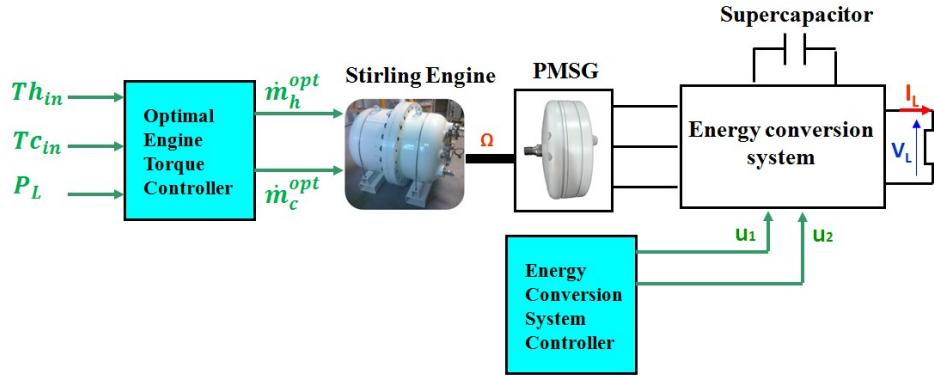 Supercapacitor
Stirling Engine
PMSG
Th_in
Tc_in
P_L
Optimal
Engine
Torque
Controller
ṁ_h^opt
ṁ_c^opt
Ω
Energy conversion
system
I_L
V_L
u₁
u₂
Energy
Conversion
System
Controller